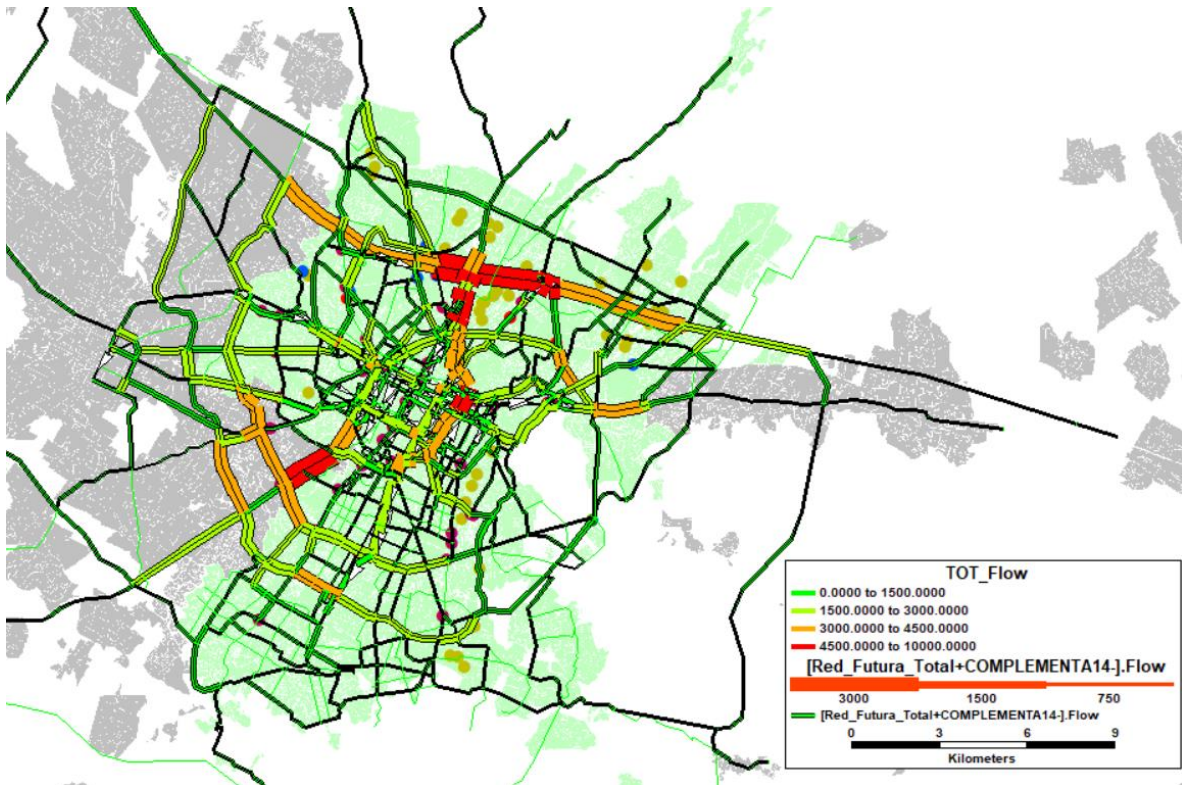 TOT_Flow
0.0000 to 1500.0000
1500.0000 to 3000.0000
3000.0000 to 4500.0000
4500.0000 to 10000.0000
[Red_Futura_Total+COMPLEMENTA14-].Flow
3000 1500 750
[Red_Futura_Total+COMPLEMENTA14-].Flow
0 3 6 9
Kilometers